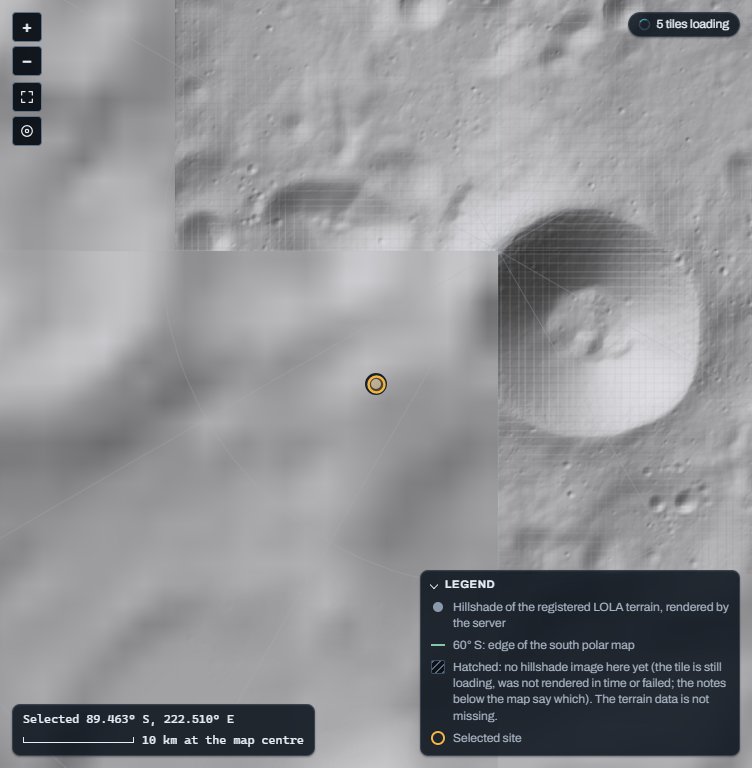 +
5 tiles loading
−
LEGEND
Hillshade of the registered LOLA terrain, rendered by
the server
60° S: edge of the south polar map
Hatched: no hillshade image here yet (the tile is still
loading, was not rendered in time or failed; the notes
below the map say which). The terrain data is not
missing.
Selected site
Selected 89.463° S, 222.510° E
10 km at the map centre